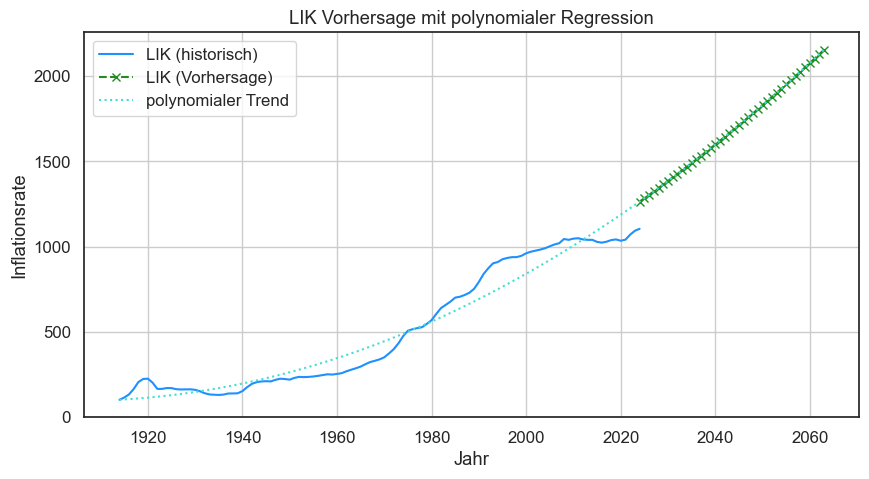 LIK Vorhersage mit polynomialer Regression
LIK (historisch)
LIK (Vorhersage)
polynomialer Trend
Inflationsrate
2000
1500
1000
500
0
1920
1940
1960
1980
2000
2020
2040
2060
Jahr